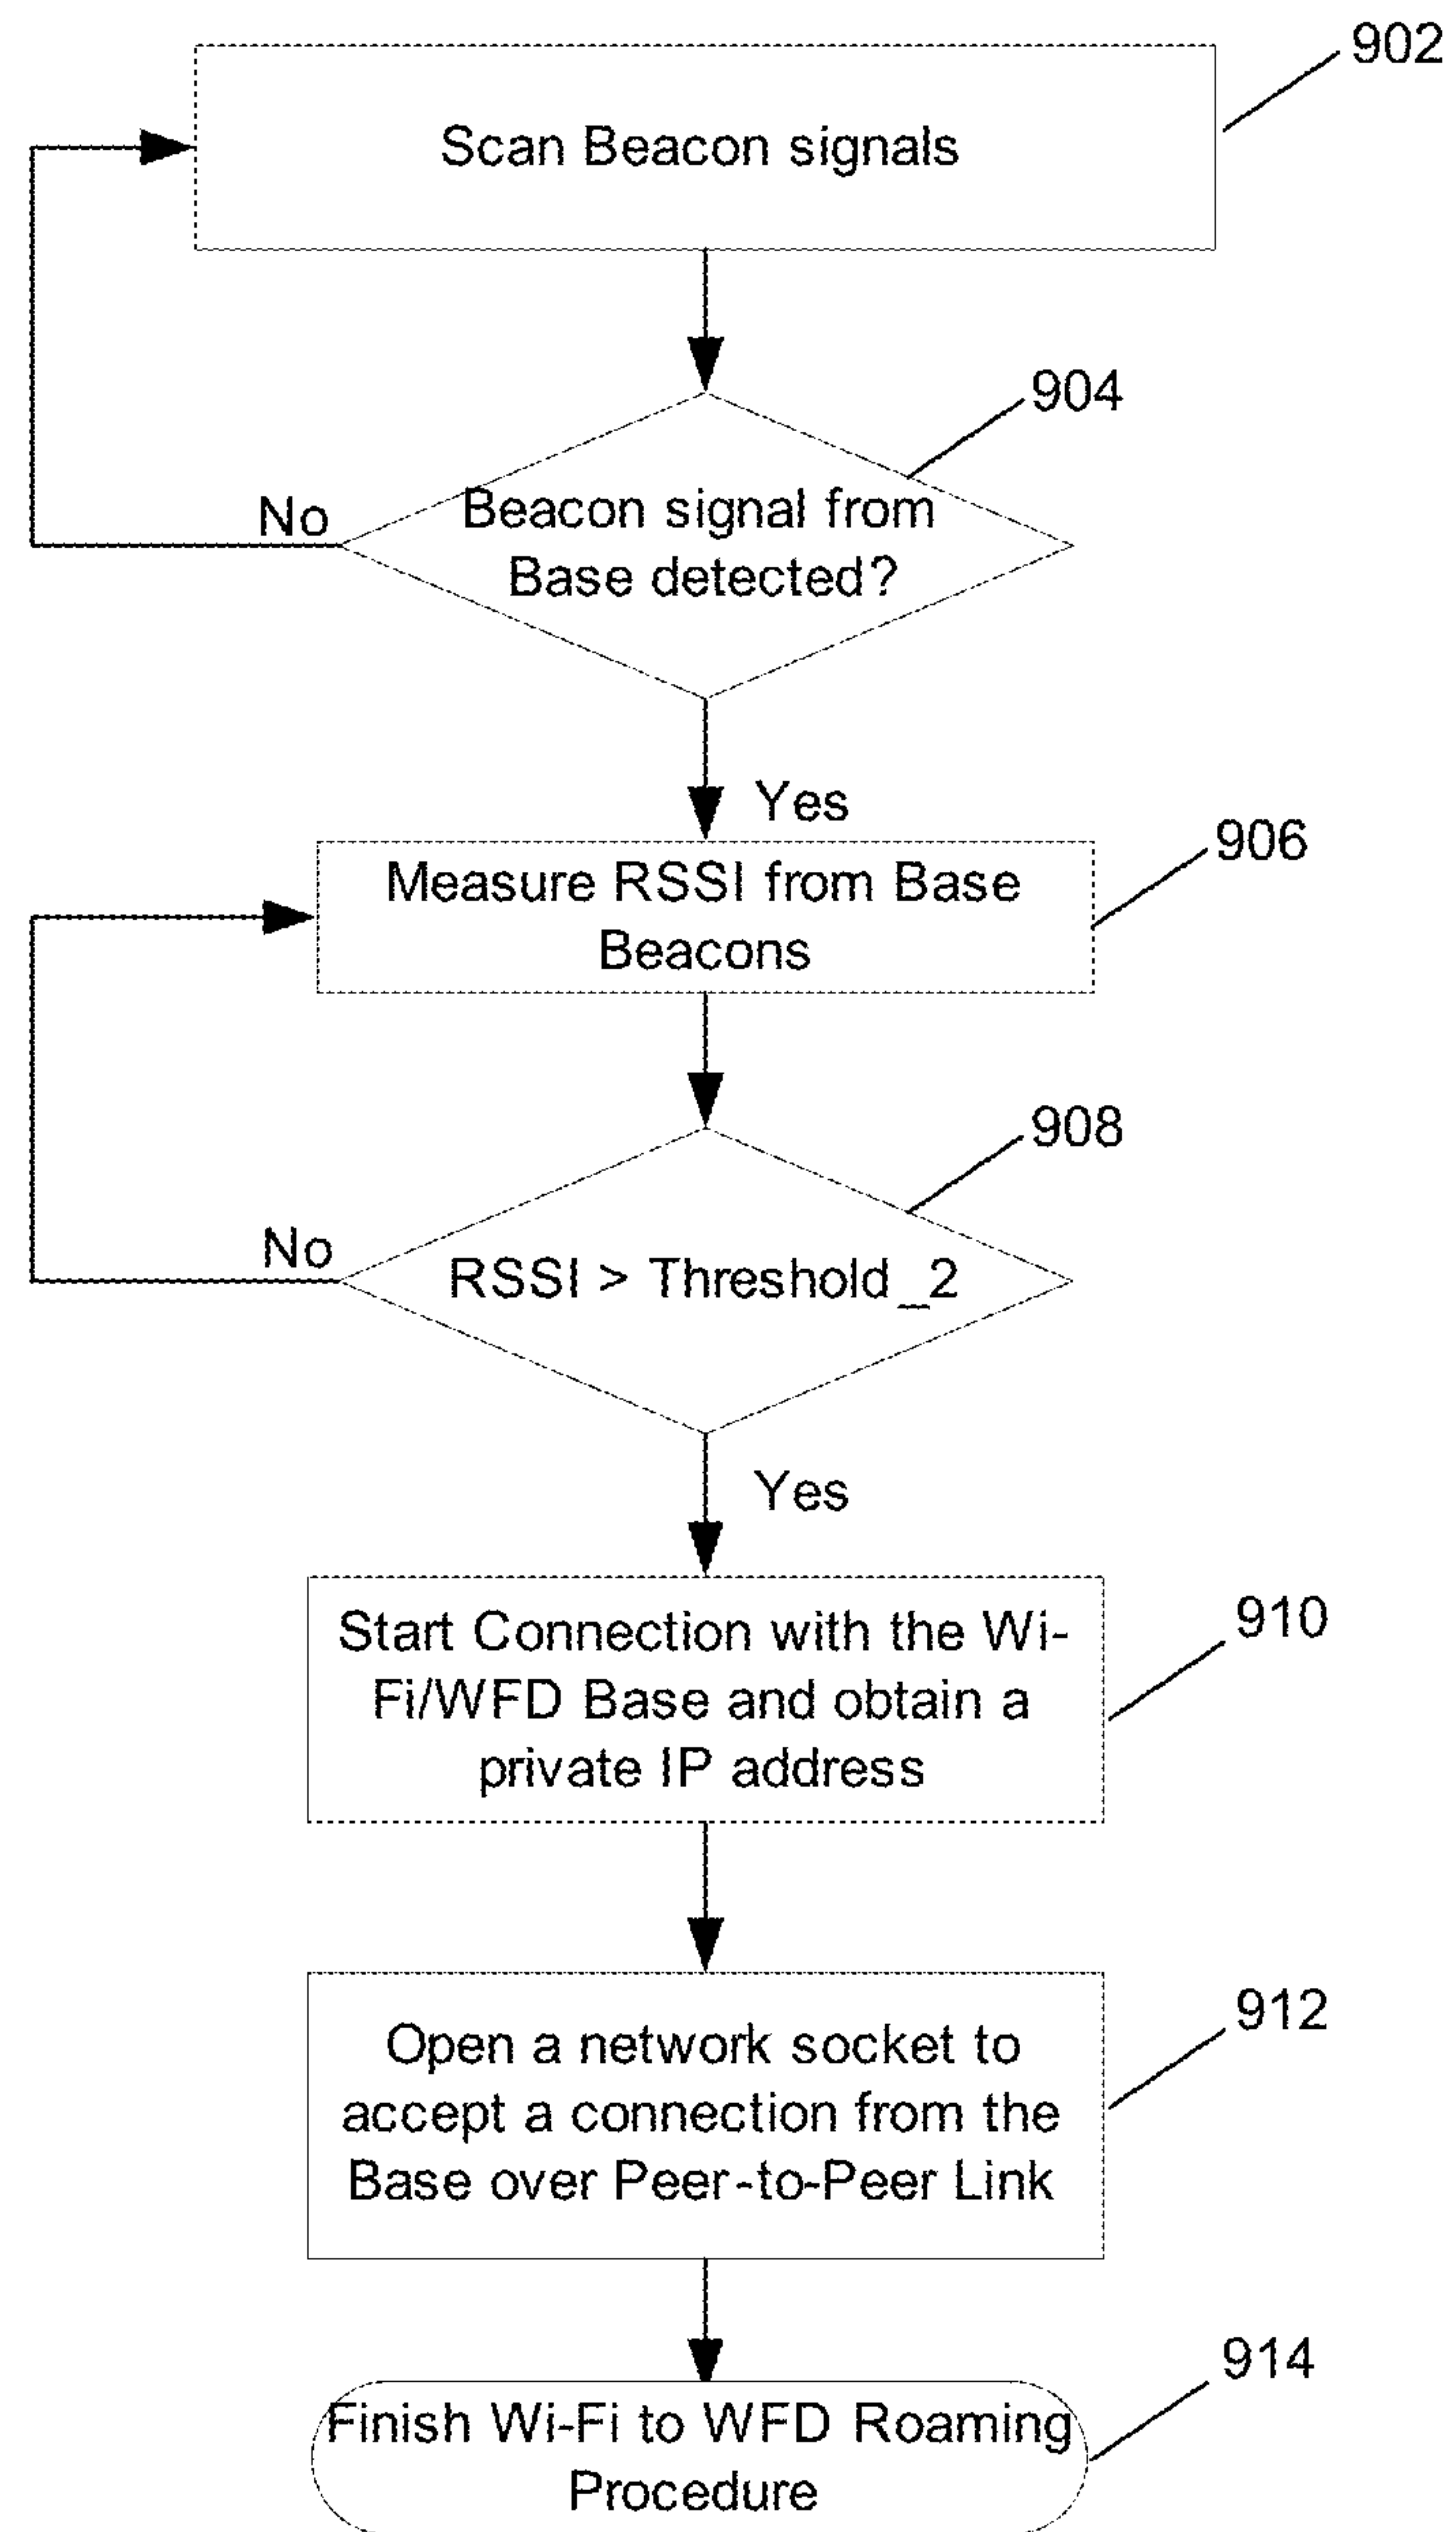 902
Scan Beacon signals
904
No
Beacon signal from
Base detected?
Yes
906
Measure RSSI from Base
Beacons
908
No
RSSI > Threshold_2
Yes
910
Start Connection with the Wi-
Fi/WFD Base and obtain a
private IP address
912
Open a network socket to
accept a connection from the
Base over Peer-to-Peer Link
914
Finish Wi-Fi to WFD Roaming
Procedure